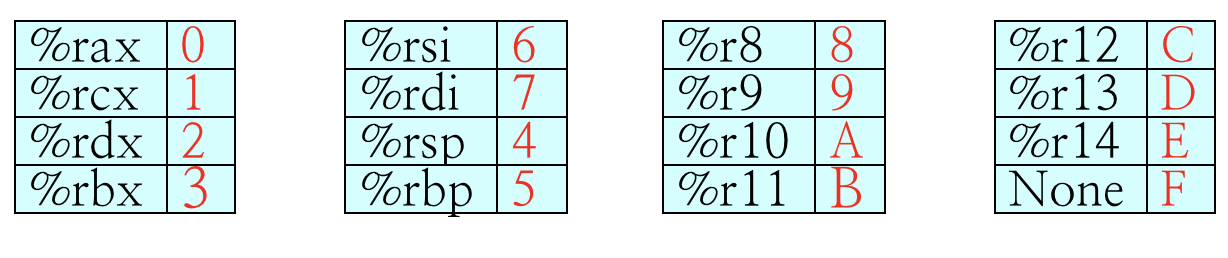 %rax 0 %rsi 6 %r8 8 %r12 C
%rcx 1 %rdi 7 %r9 9 %r13 D
%rdx 2 %rsp 4 %r10 A %r14 E
%rbx 3 %rbp 5 %r11 B None F